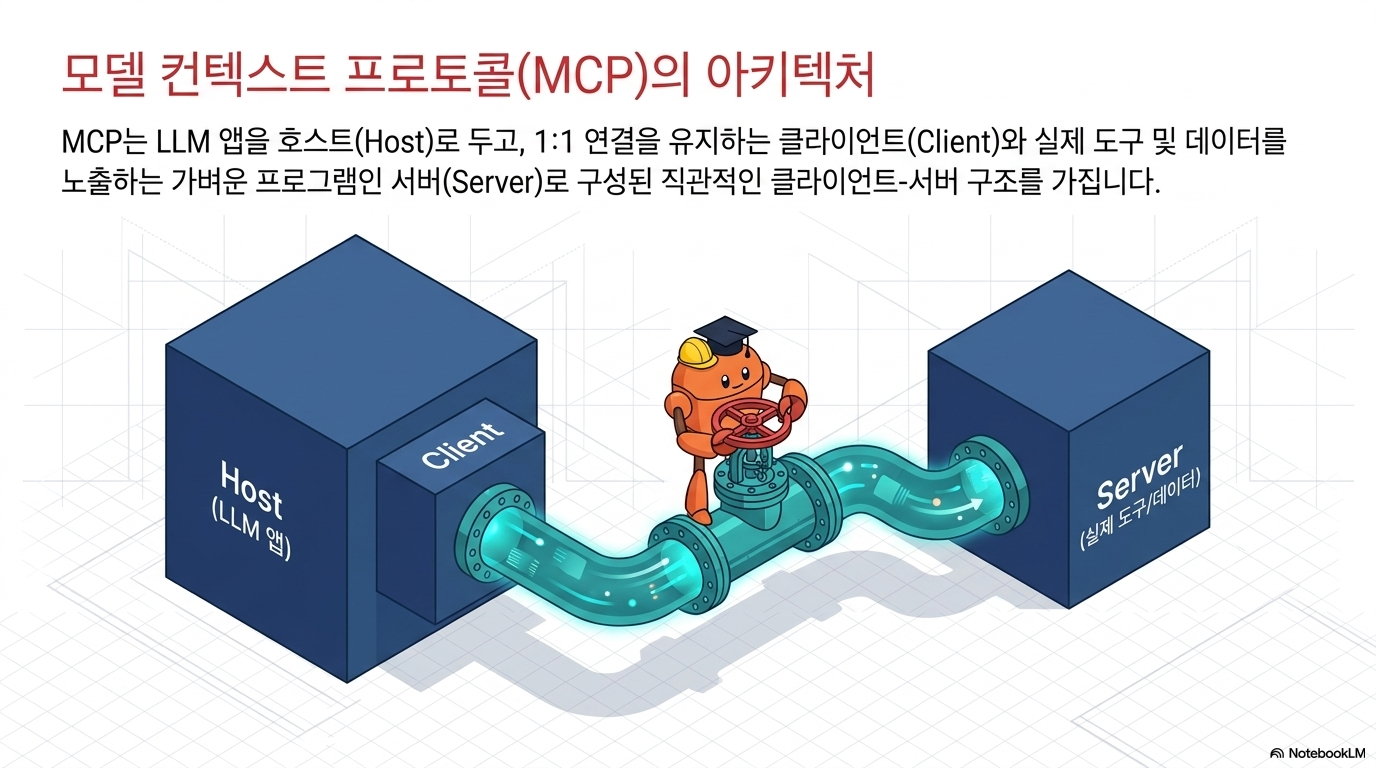 모델 컨텍스트 프로토콜(MCP)의 아키텍처
MCP는 LLM 앱을 호스트(Host)로 두고, 1:1 연결을 유지하는 클라이언트(Client)와 실제 도구 및 데이터를
노출하는 가벼운 프로그램인 서버(Server)로 구성된 직관적인 클라이언트-서버 구조를 가집니다.
Host
(LLM 앱)
Client
Server
(실제 도구/데이터)
NotebookLM